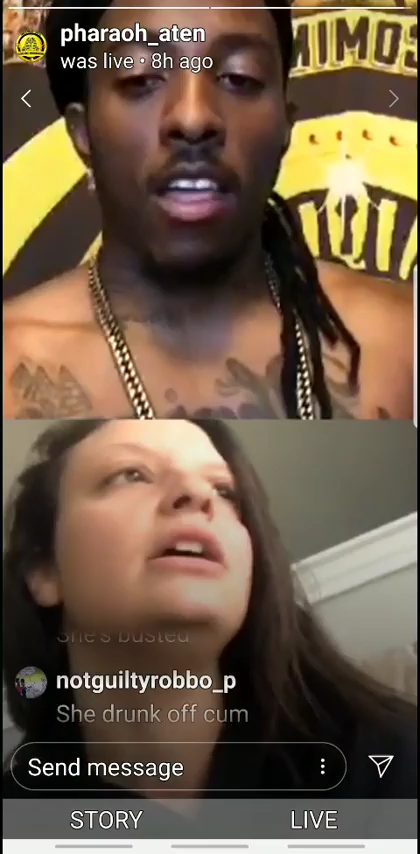 pharaoh_aten
was live • 8h ago
She's busted
notguiltyrobbo_p
She drunk off cum
Send message
STORY
LIVE